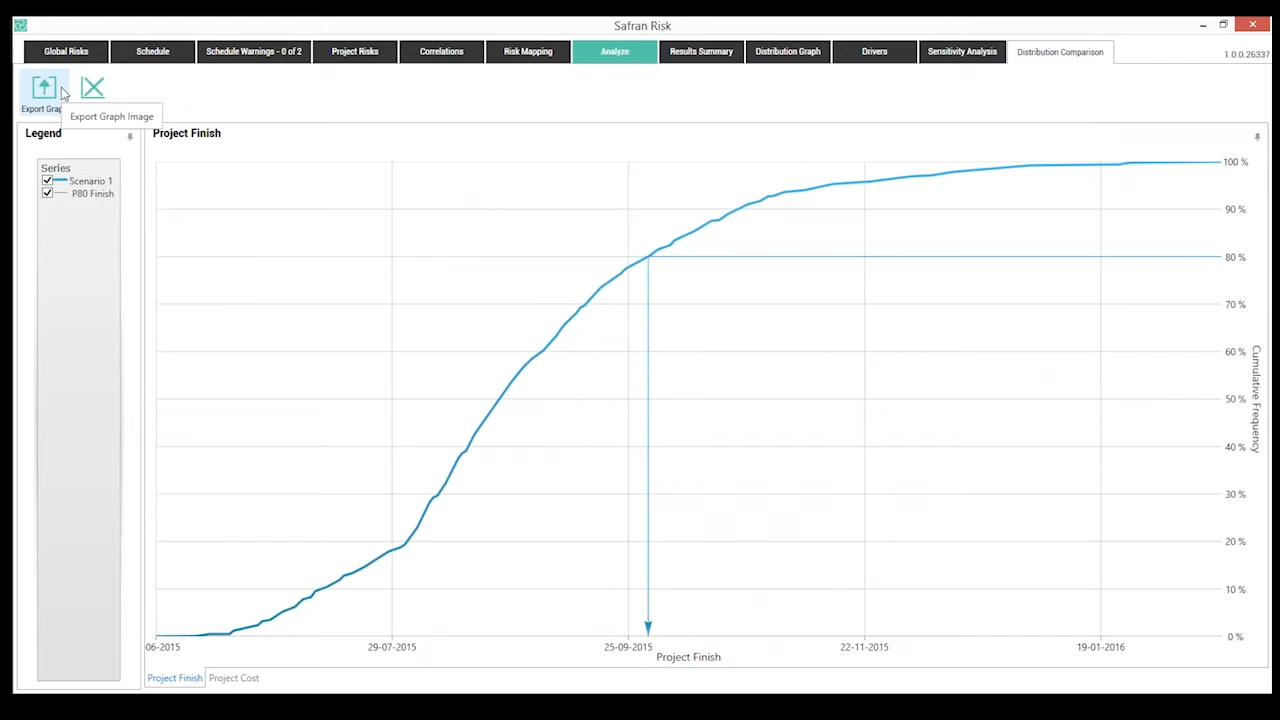 Safran Risk
Global Risks Schedule Schedule Warnings - 0 of 2 Project Risks Correlations Risk Mapping Analyze Results Summary Distribution Graph Drivers Sensitivity Analysis Distribution Comparison
1.0.0.26337
Export Grap
Export Graph Image
Legend
Project Finish
Series
Scenario 1
P80 Finish
100 %
90 %
80 %
70 %
60 %
50 %
40 %
30 %
20 %
10 %
0 %
Cumulative Frequency
-06-2015 29-07-2015 25-09-2015 22-11-2015 19-01-2016
Project Finish
Project Finish Project Cost